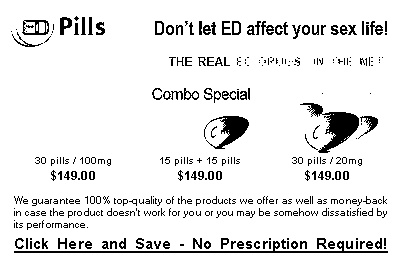 Pills
Don't let ED affect your sex life!
THE REAL
Combo Special
30 pills / 100mg
15 pills + 15 pills
30 pills / 20mg
$149.00
$149.00
$149.00
We guarantee 100% top-quality of the products we offer as well as money-back
in case the product doesn't work for you or you may be somehow dissatisfied by
its performance.
Click Here and Save - No Prescription Required!